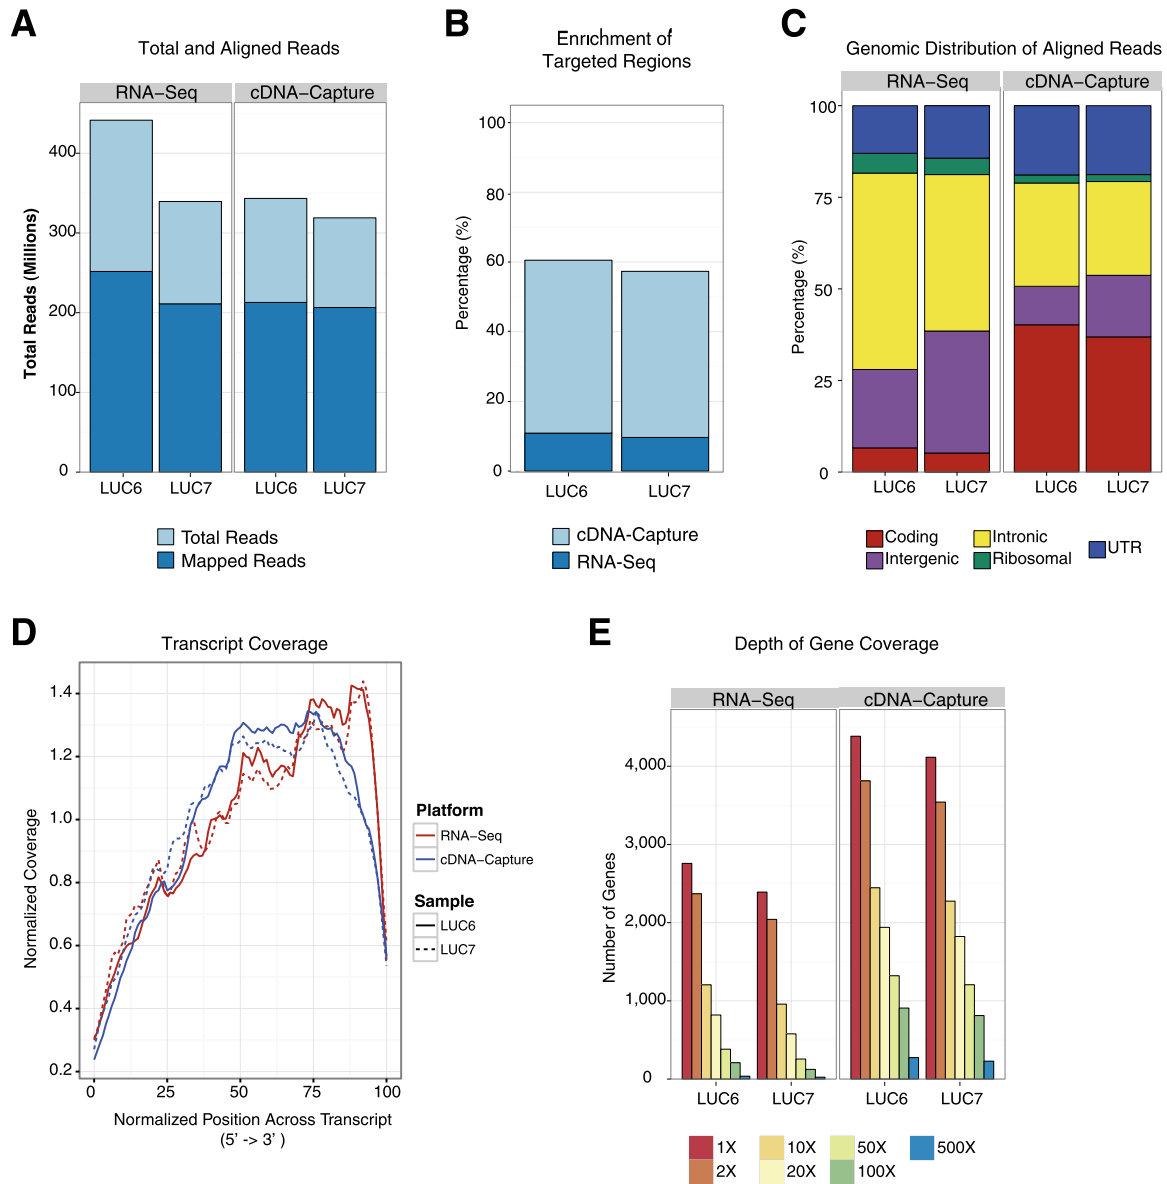 A
Total and Aligned Reads
RNA−Seq
cDNA−Capture
Total Reads (Millions)
400
300
200
100
0
LUC6
LUC7
LUC6
LUC7
Total Reads
Mapped Reads
B
Enrichment of
Targeted Regions
Percentage (%)
100
80
60
40
20
0
LUC6
LUC7
cDNA-Capture
RNA-Seq
C
Genomic Distribution of Aligned Reads
RNA−Seq
cDNA−Capture
Percentage (%)
100
75
50
25
0
LUC6
LUC7
LUC6
LUC7
Coding
Intergenic
Intronic
Ribosomal
UTR
D
Transcript Coverage
Normalized Coverage
1.4
1.2
1.0
0.8
0.6
0.4
0.2
0
25
50
75
100
Normalized Position Across Transcript
(5’ -> 3’ )
Platform
RNA−Seq
cDNA−Capture
Sample
LUC6
LUC7
E
Depth of Gene Coverage
RNA−Seq
cDNA−Capture
Number of Genes
4,000
3,000
2,000
1,000
0
LUC6
LUC7
LUC6
LUC7
1X
2X
10X
20X
50X
100X
500X